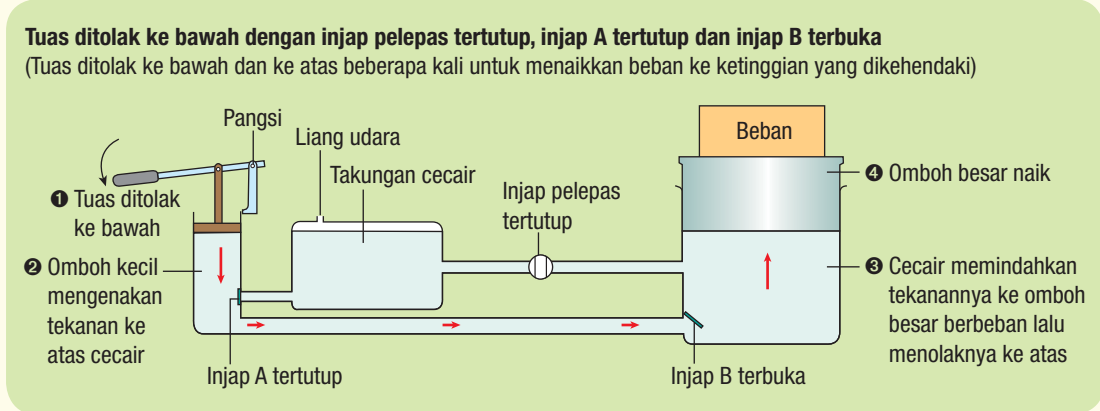 Tuas ditolak ke bawah dengan injap pelepas tertutup, injap A tertutup dan injap B terbuka
(Tuas ditolak ke bawah dan ke atas beberapa kali untuk menaikkan beban ke ketinggian yang dikehendaki)
Pangsi
Liang udara
Takungan cecair
Injap pelepas
tertutup
Beban
❶ Tuas ditolak
ke bawah
❷ Omboh kecil
mengenakan
tekanan ke
atas cecair
Injap A tertutup
Injap B terbuka
❹ Omboh besar naik
❸ Cecair memindahkan
tekanannya ke omboh
besar berbeban lalu
menolaknya ke atas